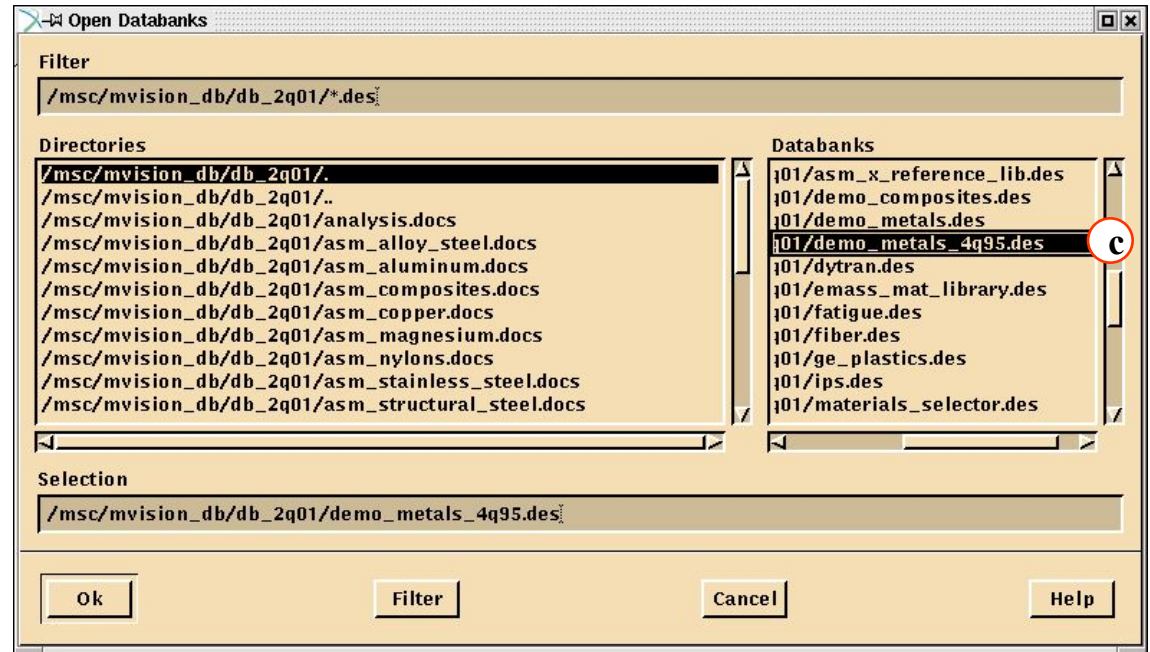 Open Databanks
Filter
/msc/mvision_db/db_2q01/*.des
Directories
/msc/mvision_db/db_2q01/.
/msc/mvision_db/db_2q01/..
/msc/mvision_db/db_2q01/analysis.docs
/msc/mvision_db/db_2q01/asm_alloy_steel.docs
/msc/mvision_db/db_2q01/asm_aluminum.docs
/msc/mvision_db/db_2q01/asm_composites.docs
/msc/mvision_db/db_2q01/asm_copper.docs
/msc/mvision_db/db_2q01/asm_magnesium.docs
/msc/mvision_db/db_2q01/asm_nylons.docs
/msc/mvision_db/db_2q01/asm_stainless_steel.docs
/msc/mvision_db/db_2q01/asm_structural_steel.docs
Databanks
q01/asm_x_reference_lib.des
q01/demo_composites.des
q01/demo_metals.des
q01/demo_metals_4q95.des
c
q01/dytran.des
q01/emass_mat_library.des
q01/fatigue.des
q01/fiber.des
q01/ge_plastics.des
q01/ips.des
q01/materials_selector.des
Selection
/msc/mvision_db/db_2q01/demo_metals_4q95.des
Ok
Filter
Cancel
Help